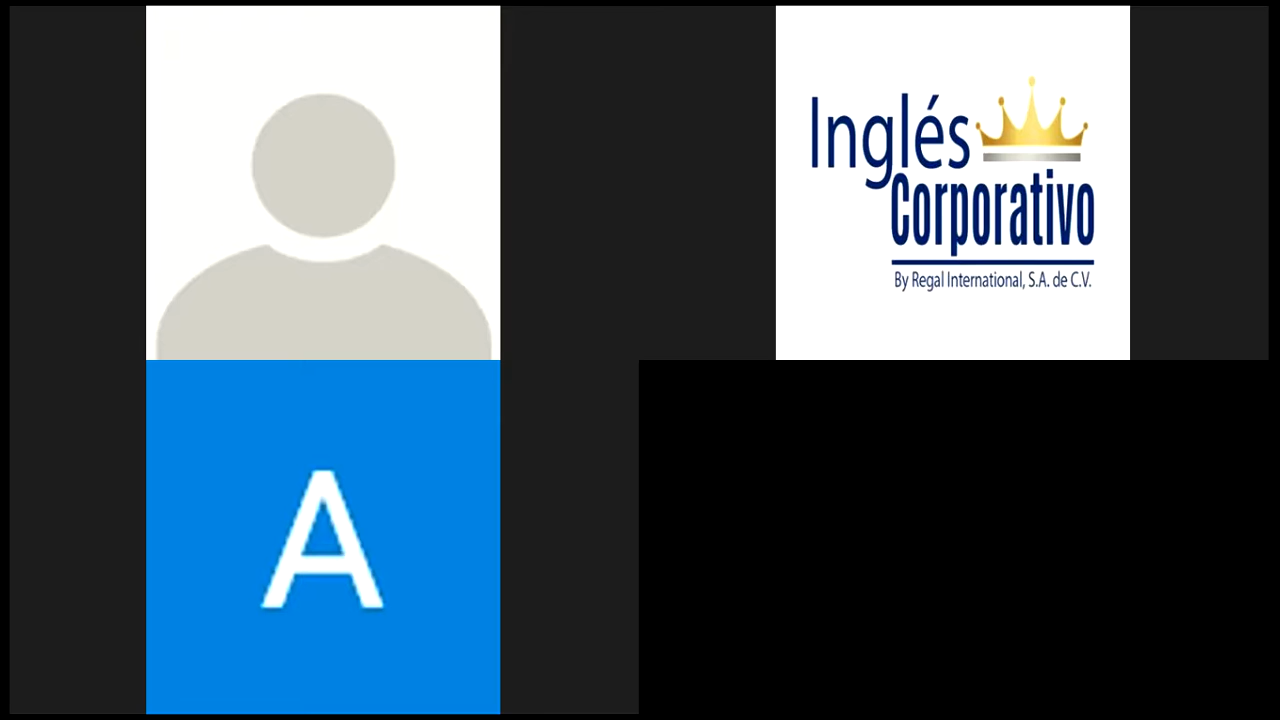 Inglés
Corporativo
By Regal International, S.A. de C.V.
A